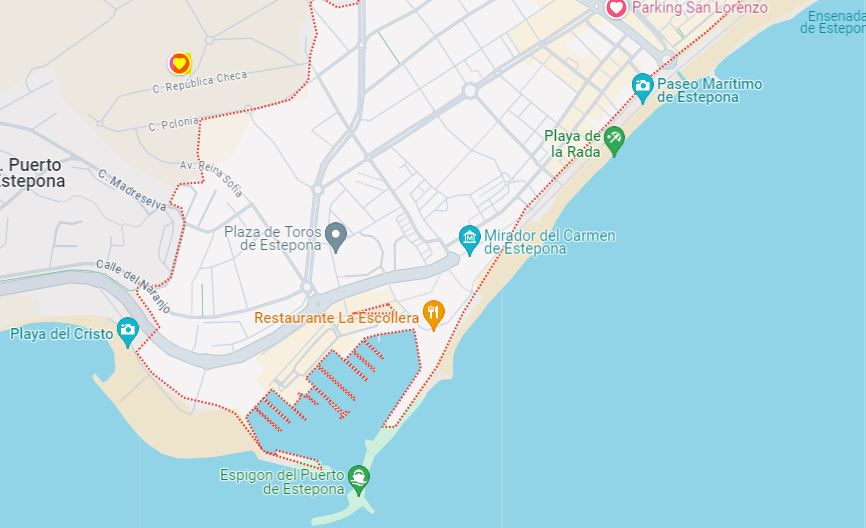 Parking San Lorenzo
Ensenada
de Estepon
C. República Checa
Paseo Marítimo
de Estepona
C. Polonia
Playa de
la Rada
. Puerto
Estepona
Av. Reina Sofía
C. Madreselva
Plaza de Toros
de Estepona
Mirador del Carmen
de Estepona
Calle del Naranjo
Restaurante La Escollera
Playa del Cristo
Espigon del Puerto
de Estepona